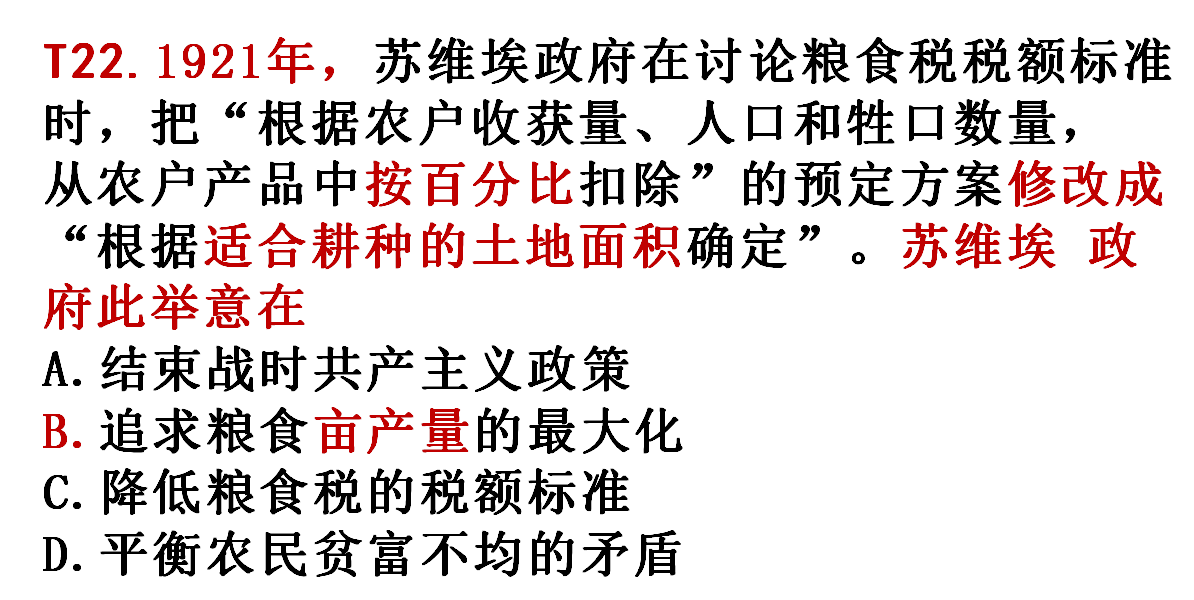 T22. 1921年，苏维埃政府在讨论粮食税税额标准
时，把“根据农户收获量、人口和牲口数量，
从农户产品中按百分比扣除”的预定方案修改成
“根据适合耕种的土地面积确定”。苏维埃 政
府此举意在
A. 结束战时共产主义政策
B. 追求粮食亩产量的最大化
C. 降低粮食税的税额标准
D. 平衡农民贫富不均的矛盾